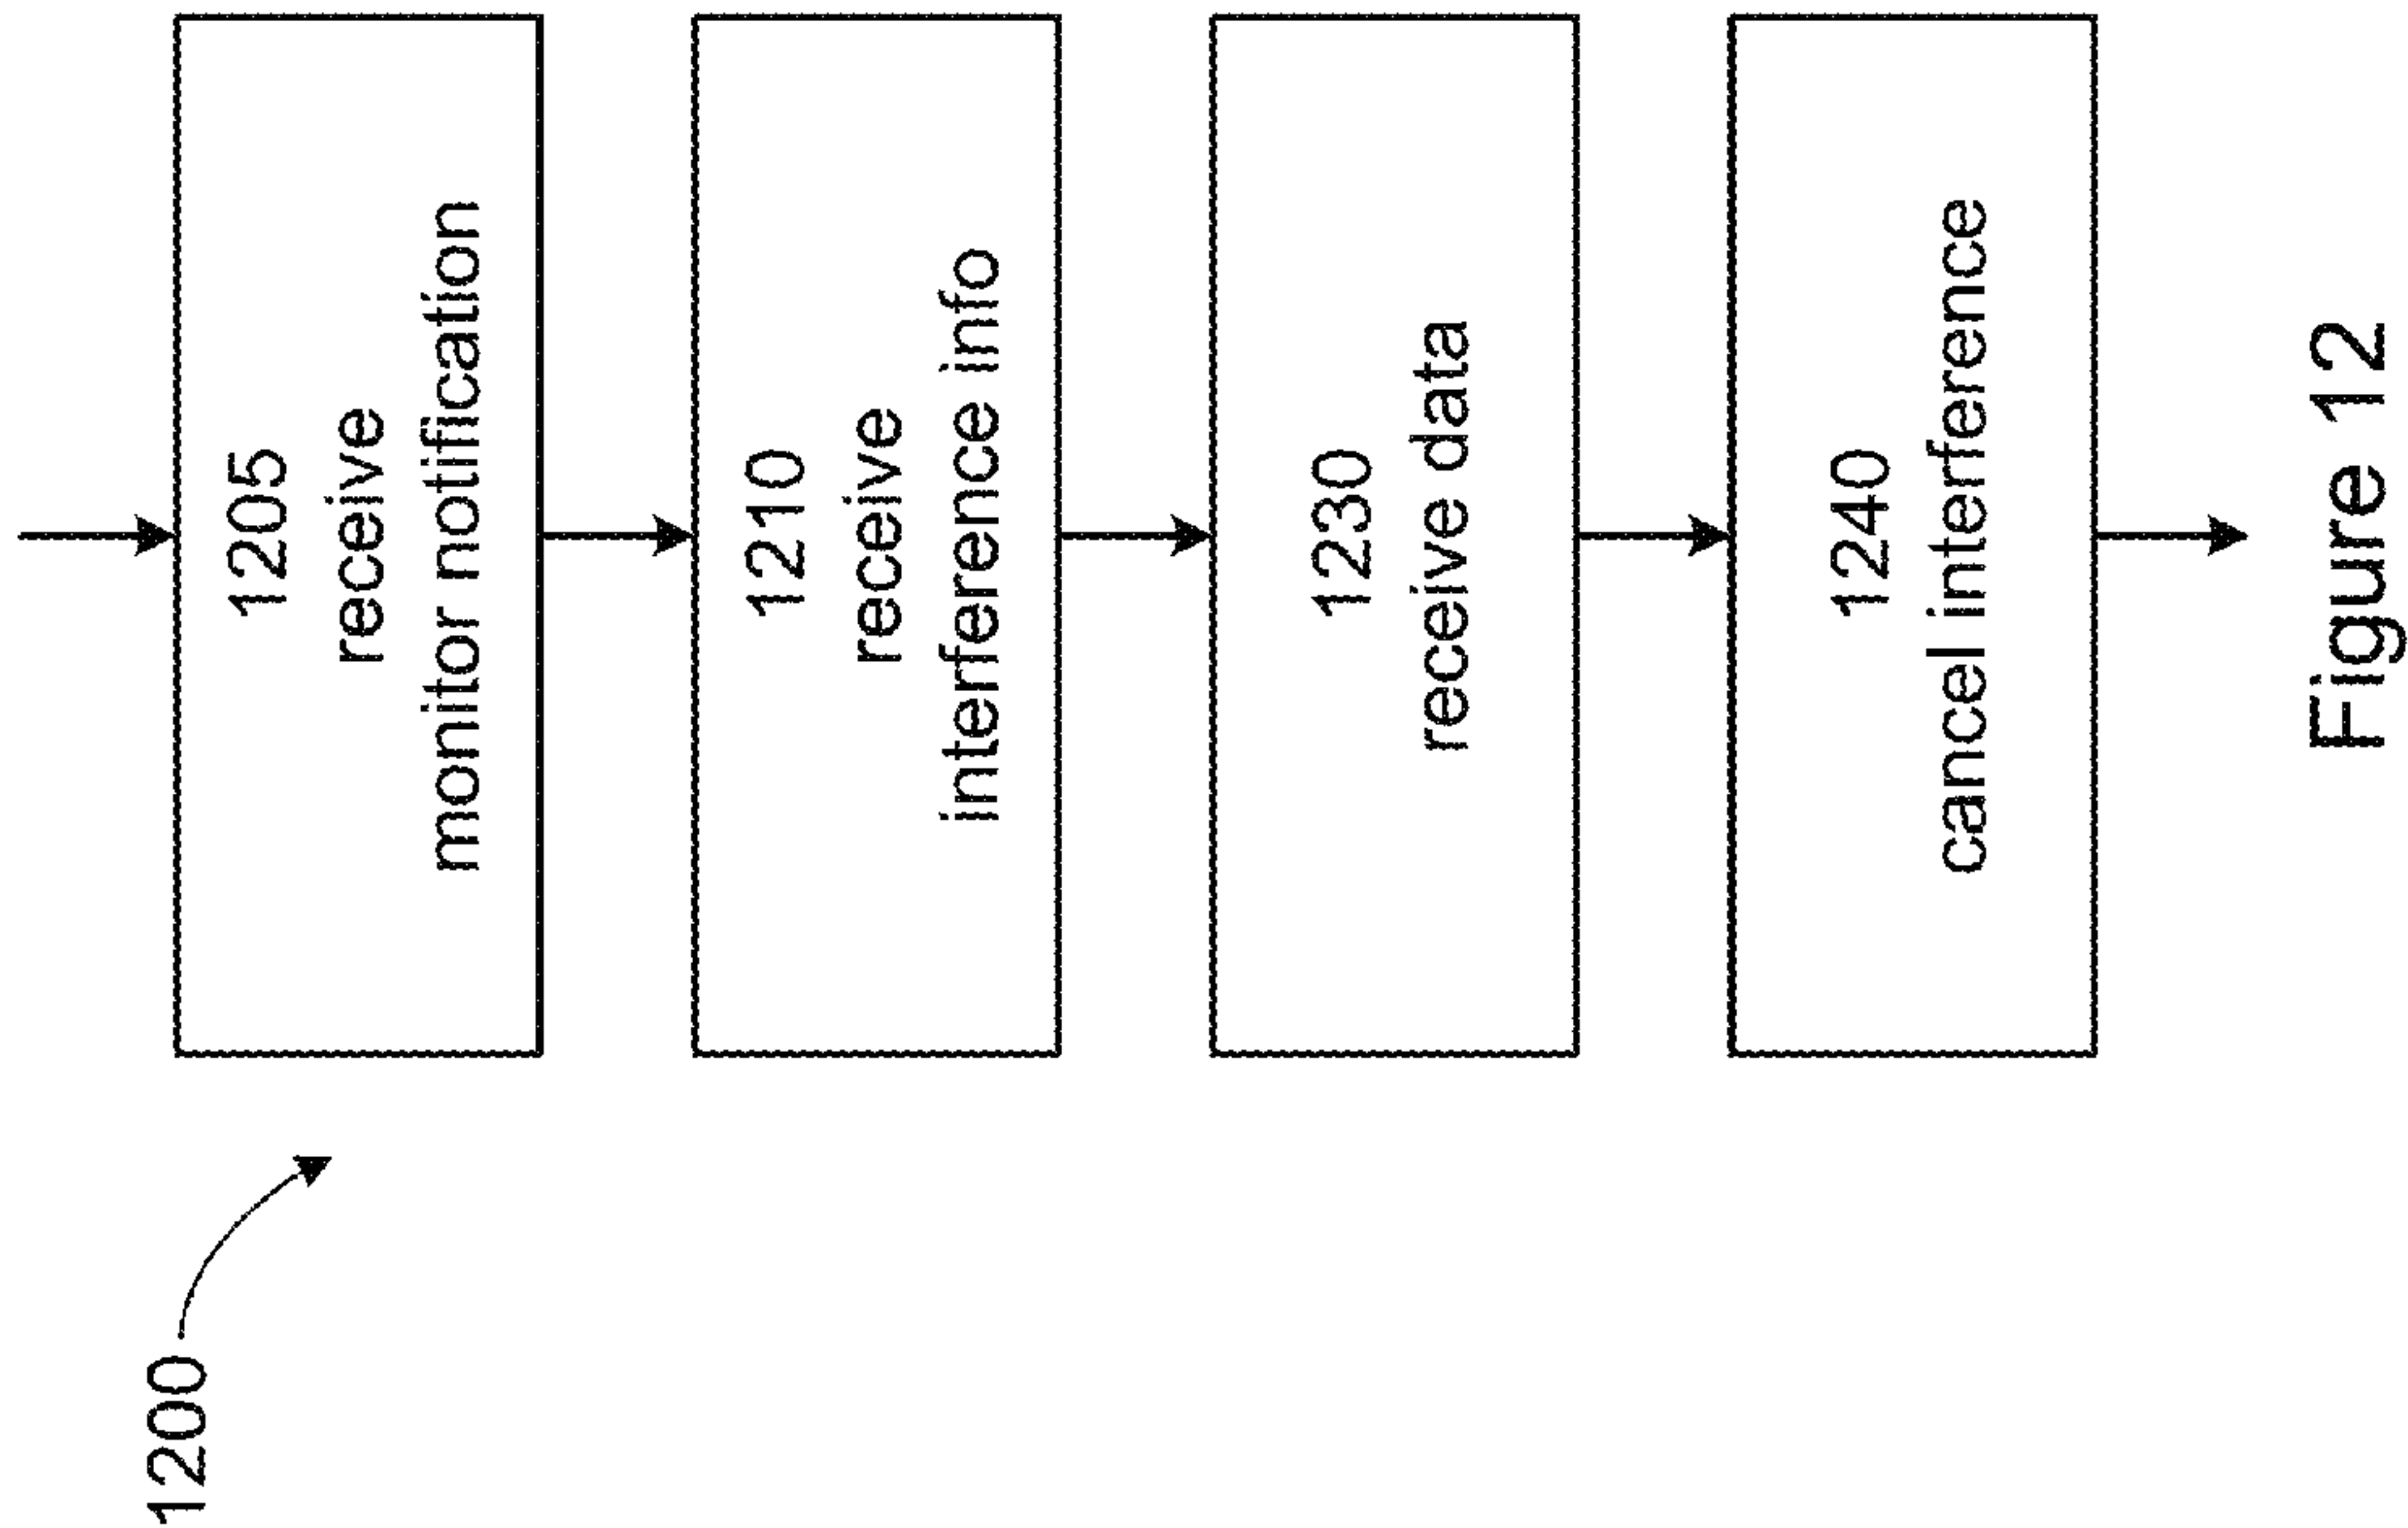 1200
1205
receive
monitor notification
1210
receive
interference info
1230
receive data
1240
cancel interference
Figure 12